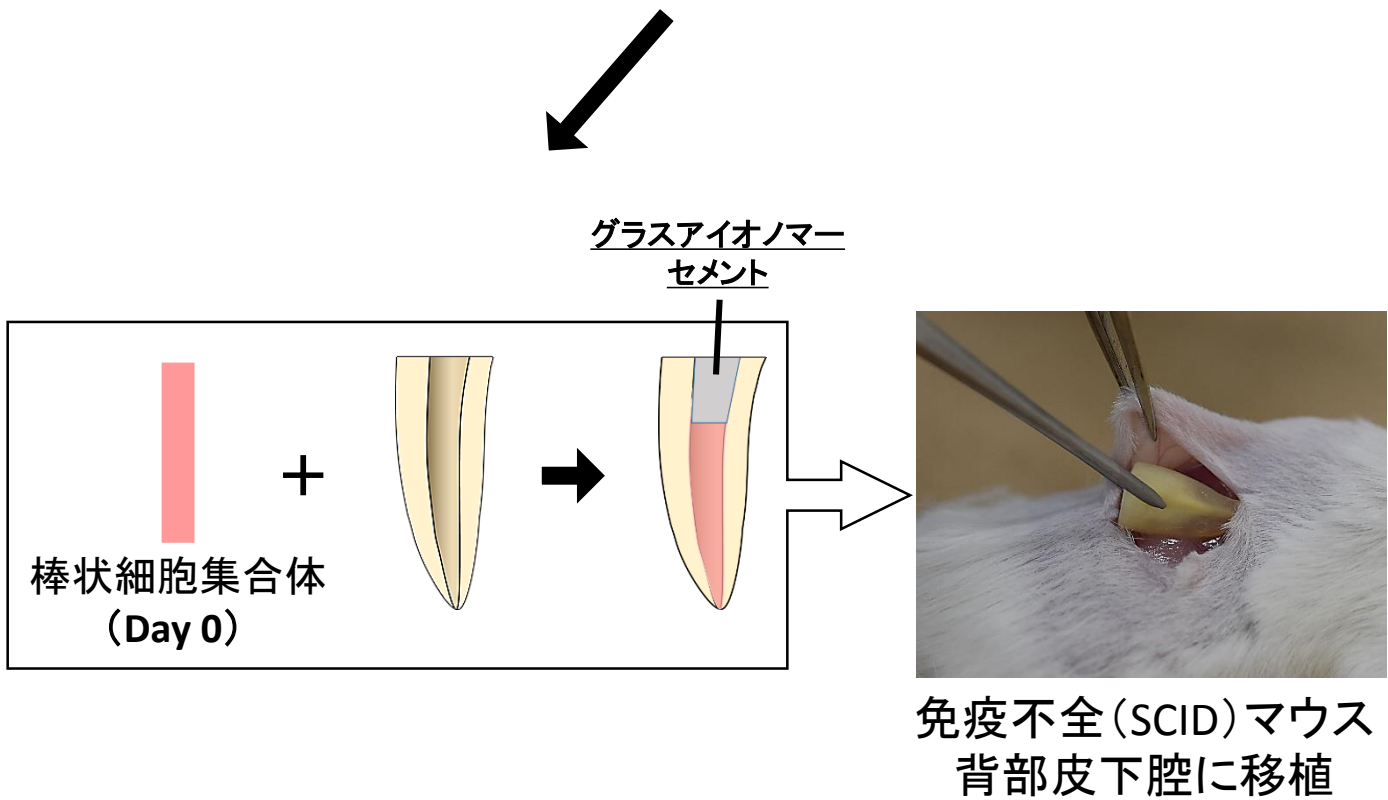 グラスアイオノマー
セメント
棒状細胞集合体
（Day 0）
免疫不全（SCID）マウス
背部皮下腔に移植